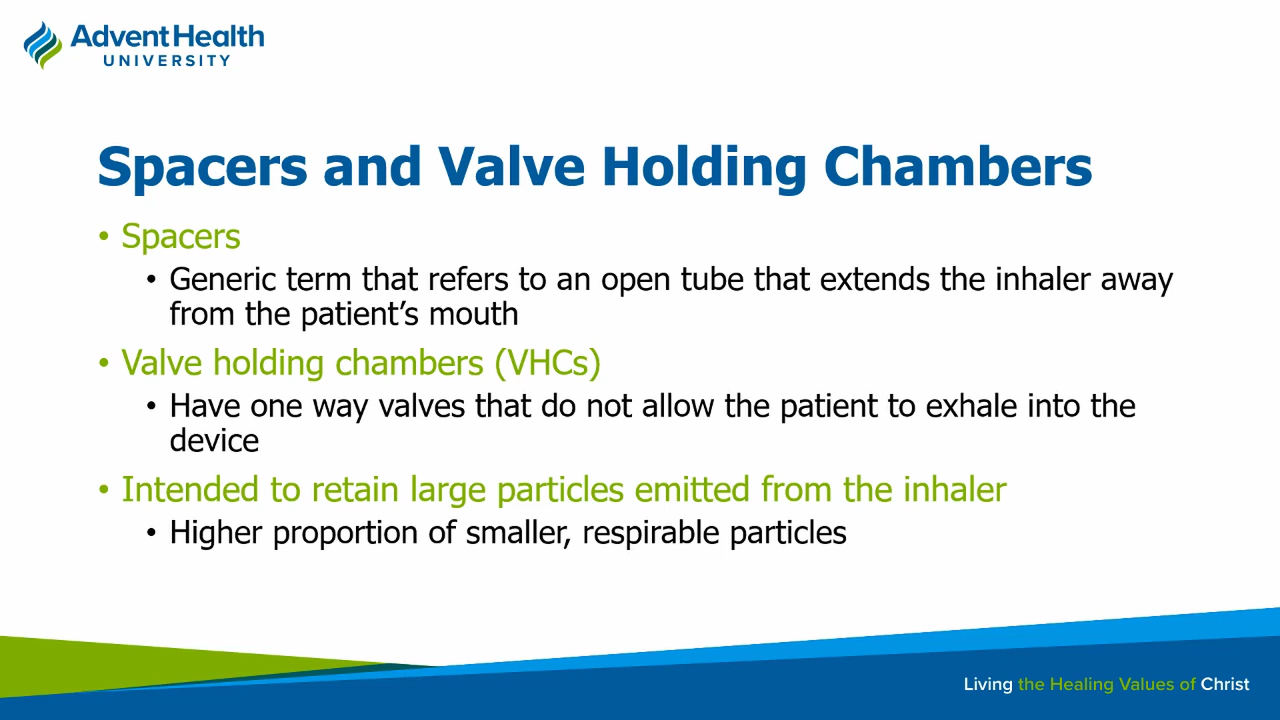 AdventHealth
UNIVERSITY
Spacers and Valve Holding Chambers
• Spacers
• Generic term that refers to an open tube that extends the inhaler away
from the patient’s mouth
• Valve holding chambers (VHCs)
• Have one way valves that do not allow the patient to exhale into the
device
• Intended to retain large particles emitted from the inhaler
• Higher proportion of smaller, respirable particles
Living the Healing Values of Christ